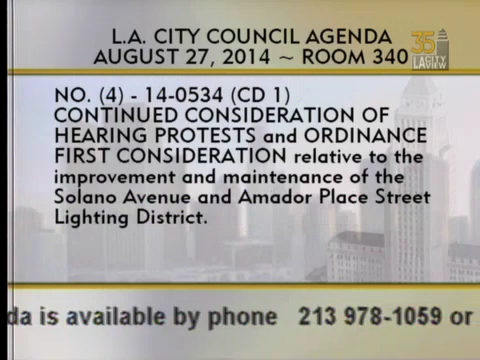 L.A. CITY COUNCIL AGENDA
AUGUST 27, 2014 ~ ROOM 340
35
LACITY
VIEW
NO. (4) - 14-0534 (CD 1)
CONTINUED CONSIDERATION OF
HEARING PROTESTS and ORDINANCE
FIRST CONSIDERATION relative to the
improvement and maintenance of the
Solano Avenue and Amador Place Street
Lighting District.
da is available by phone 213 978-1059 or